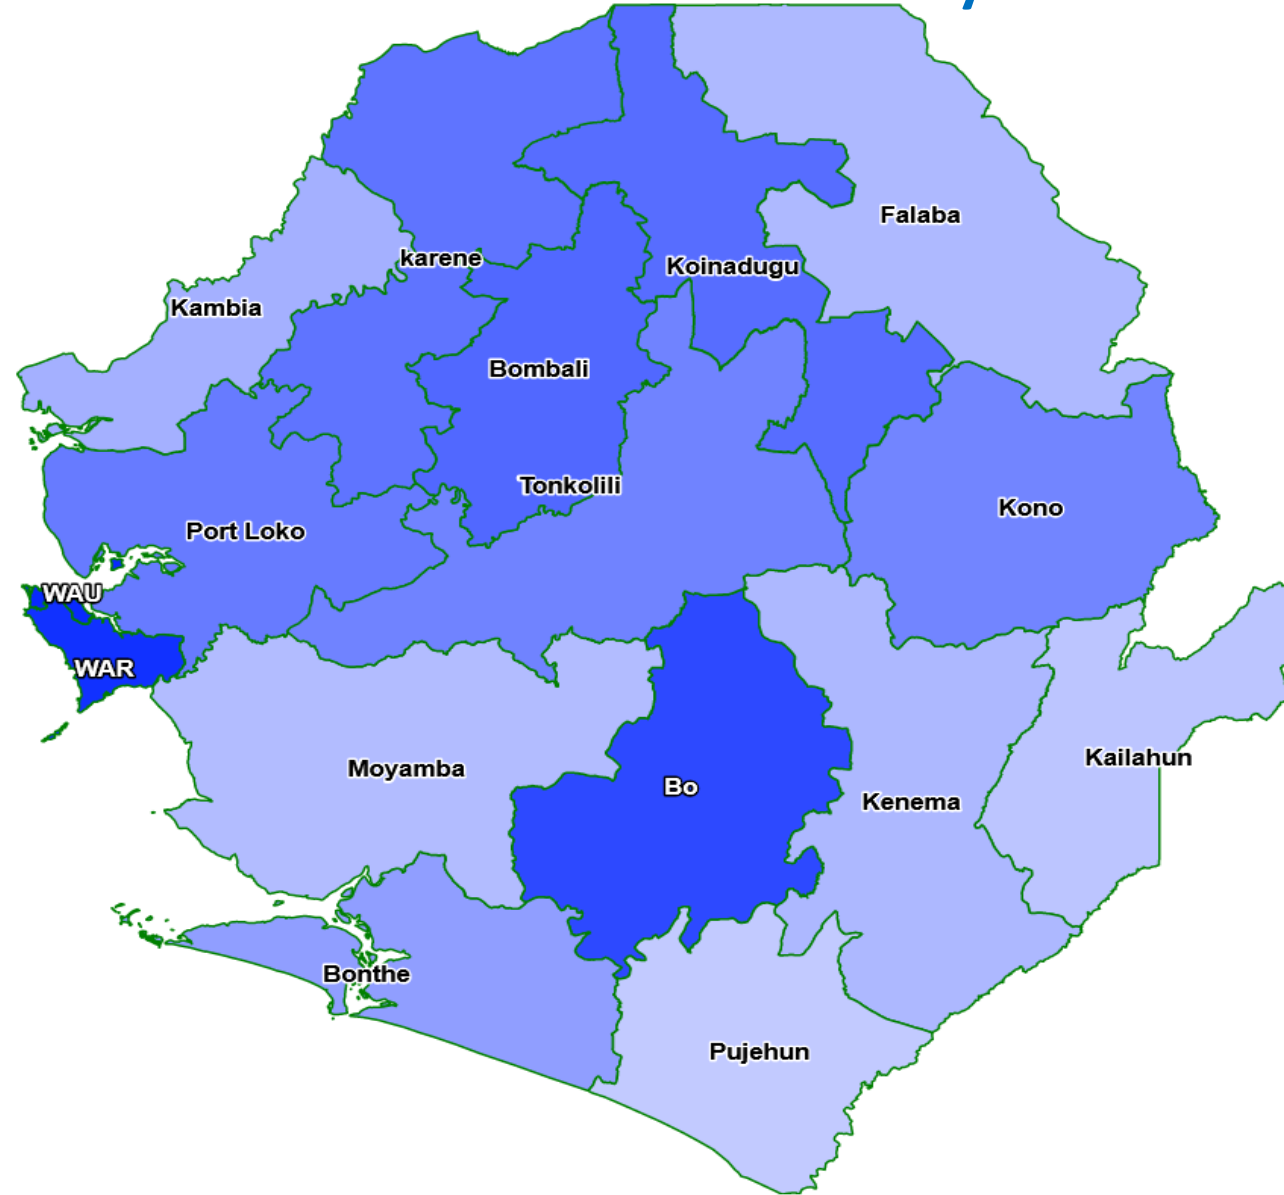 Falaba
karene
Koinadugu
Kambia
Bombali
Tonkolili
Kono
Port Loko
WAU
WAR
Kailahun
Moyamba
Bo
Kenema
Bonthe
Pujehun